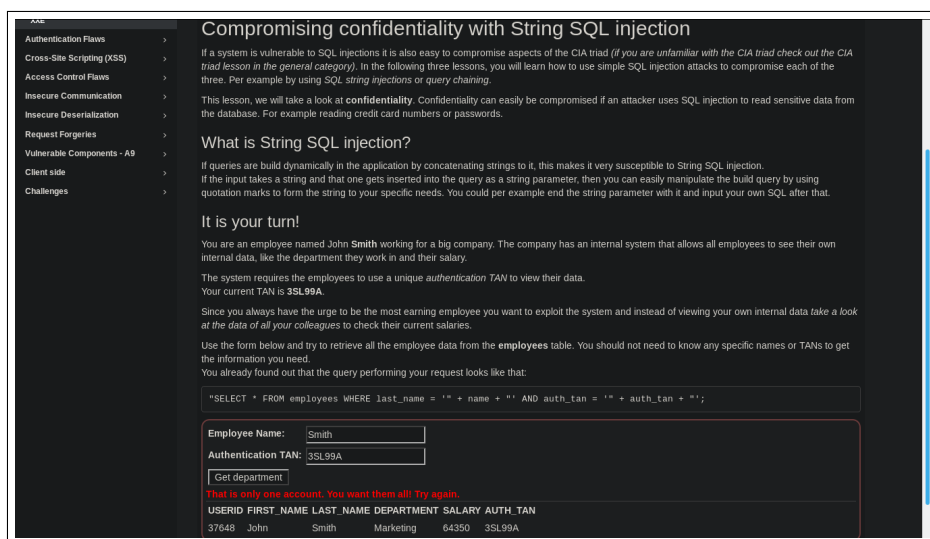 XXE
Authentication Flaws
Cross-Site Scripting (XSS)
Access Control Flaws
Insecure Communication
Insecure Deserialization
Request Forgeries
Vulnerable Components - A9
Client side
Challenges
Compromising confidentiality with String SQL injection
If a system is vulnerable to SQL injections it is also easy to compromise aspects of the CIA triad (if you are unfamiliar with the CIA triad check out the CIA
triad lesson in the general category). In the following three lessons, you will learn how to use simple SQL injection attacks to compromise each of the
three. Per example by using SQL string injections or query chaining.
This lesson, we will take a look at confidentiality. Confidentiality can easily be compromised if an attacker uses SQL injection to read sensitive data from
the database. For example reading credit card numbers or passwords.
What is String SQL injection?
If queries are build dynamically in the application by concatenating strings to it, this makes it very susceptible to String SQL injection.
If the input takes a string and that one gets inserted into the query as a string parameter, then you can easily manipulate the build query by using
quotation marks to form the string to your specific needs. You could per example end the string parameter with it and input your own SQL after that.
It is your turn!
You are an employee named John Smith working for a big company. The company has an internal system that allows all employees to see their own
internal data, like the department they work in and their salary.
The system requires the employees to use a unique authentication TAN to view their data.
Your current TAN is 3SL99A.
Since you always have the urge to be the most earning employee you want to exploit the system and instead of viewing your own internal data take a look
at the data of all your colleagues to check their current salaries.
Use the form below and try to retrieve all the employee data from the employees table. You should not need to know any specific names or TANs to get
the information you need.
You already found out that the query performing your request looks like that:
"SELECT * FROM employees WHERE last_name = '" + name + "' AND auth_tan = '" + auth_tan + "';
Employee Name: Smith
Authentication TAN: 3SL99A
Get department
That is only one account. You want them all! Try again.
USERID FIRST_NAME LAST_NAME DEPARTMENT SALARY AUTH_TAN
37648 John Smith Marketing 64350 3SL99A